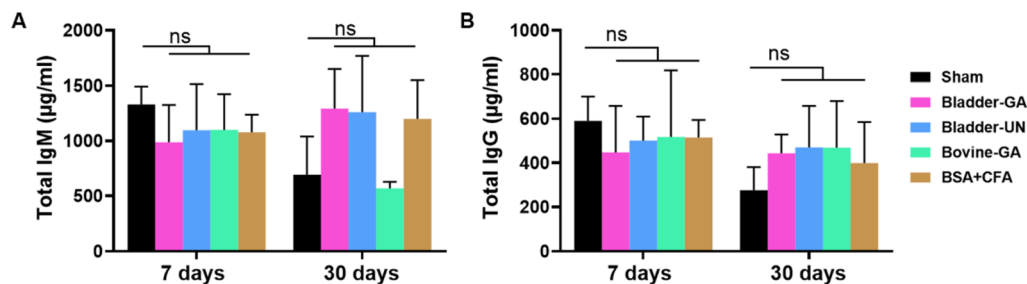 A
Total IgM (µg/ml)
2000
1500
1000
500
0
ns
ns
7 days
30 days
B
Total IgG (µg/ml)
1000
800
600
400
200
0
ns
ns
7 days
30 days
Sham
Bladder-GA
Bladder-UN
Bovine-GA
BSA+CFA